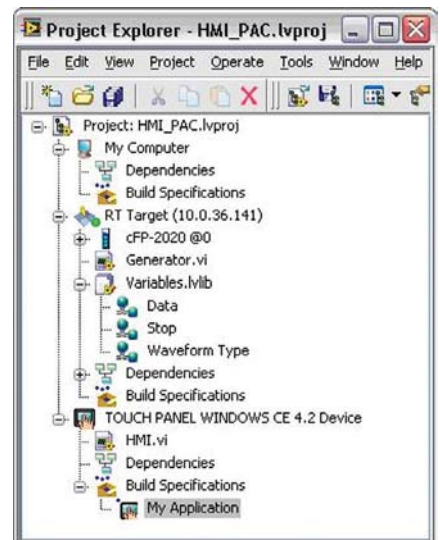 Project Explorer - HMI_PAC.lvproj
File Edit View Project Operate Tools Window Help
Project: HMI_PAC.lvproj
My Computer
Dependencies
Build Specifications
RT Target (10.0.36.141)
cFP-2020 @0
Generator.vi
Variables.lvlib
Data
Stop
Waveform Type
Dependencies
Build Specifications
TOUCH PANEL WINDOWS CE 4.2 Device
HMI.vi
Dependencies
Build Specifications
My Application